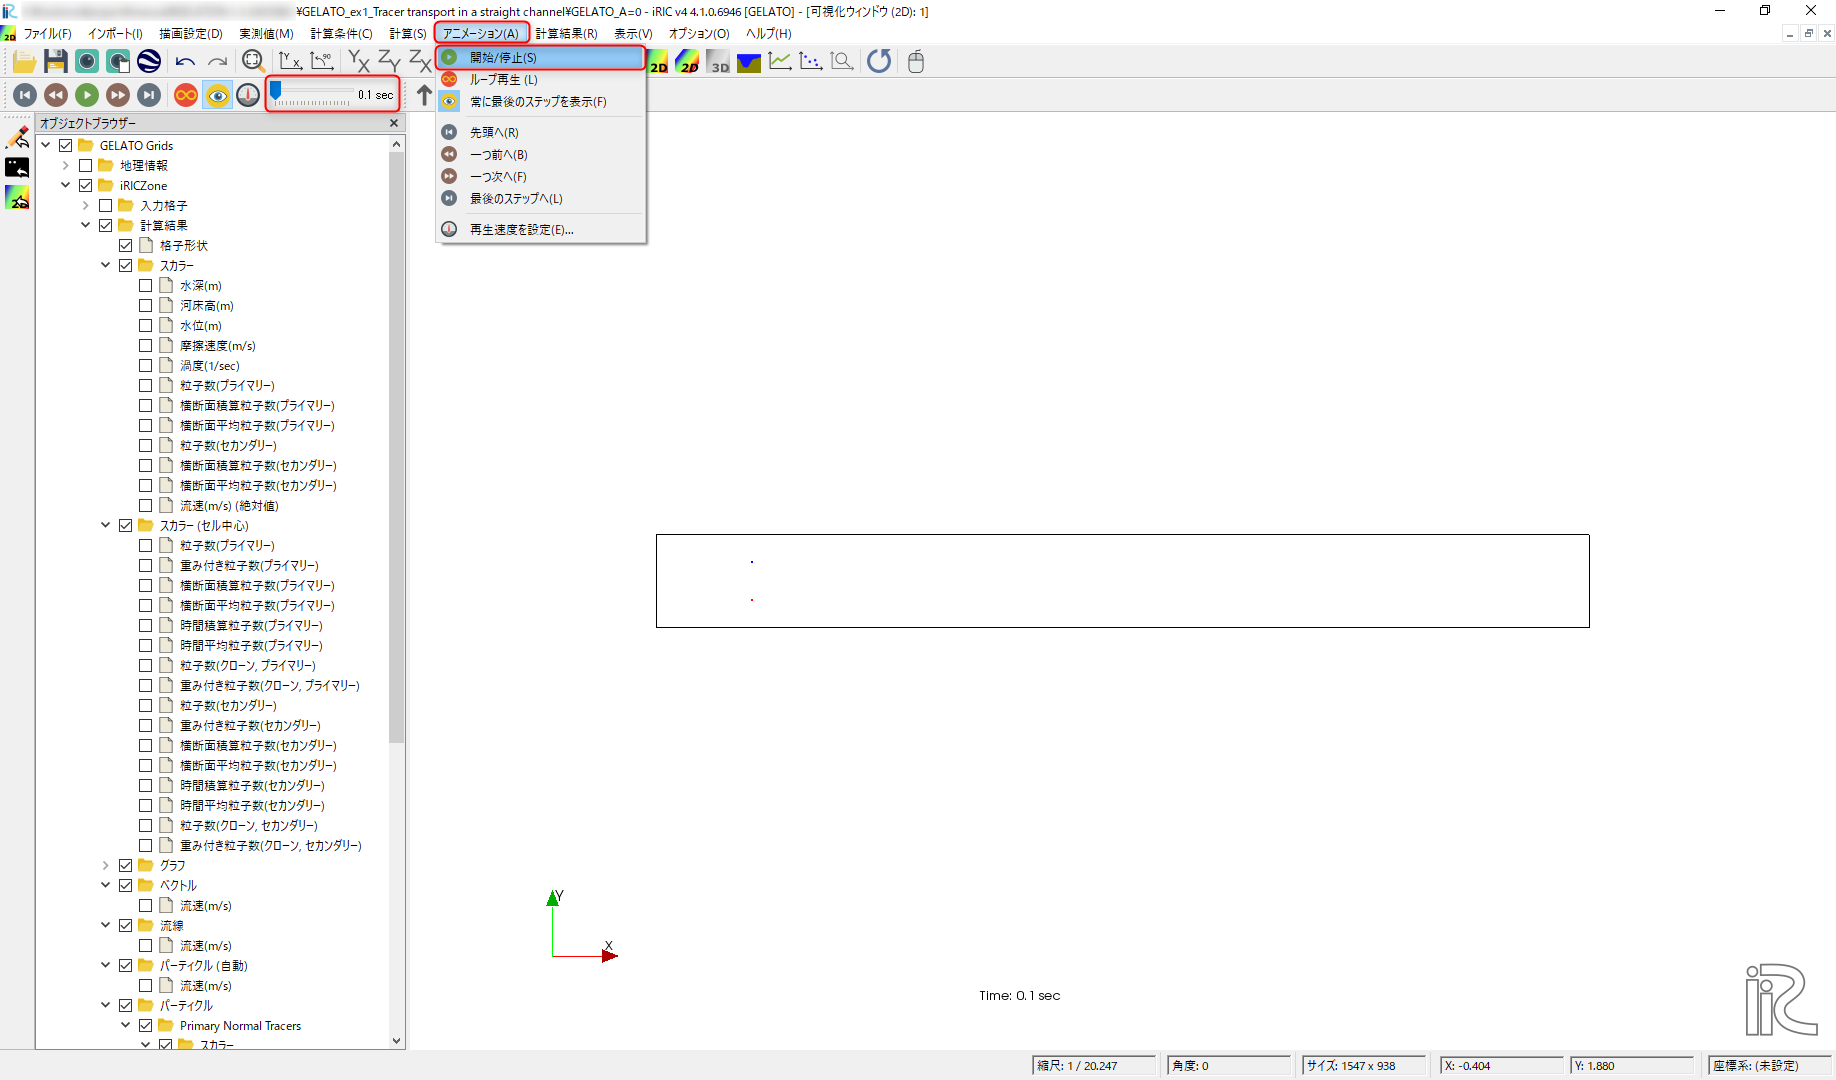 ¥GELATO_ex1_Tracer transport in a straight channel¥GELATO_A=0 - iRIC v4 4.1.0.6946 [GELATO] - [可視化ウィンドウ (2D): 1]
ファイル(F) インポート(I) 描画設定(D) 実測値(M) 計算条件(C) 計算(S) アニメーション(A) 計算結果(R) 表示(V) オプション(O) ヘルプ(H)
開始/停止(S)
ループ再生 (L)
常に最後のステップを表示(F)
先頭へ(R)
一つ前へ(B)
一つ次へ(F)
最後のステップへ(L)
再生速度を設定(E)...
0.1 sec
オブジェクトブラウザー
GELATO Grids
地理情報
iRICZone
入力格子
計算結果
格子形状
スカラー
水深(m)
河床高(m)
水位(m)
摩擦速度(m/s)
渦度(1/sec)
粒子数(プライマリー)
横断面積算粒子数(プライマリー)
横断面平均粒子数(プライマリー)
粒子数(セカンダリー)
横断面積算粒子数(セカンダリー)
横断面平均粒子数(セカンダリー)
流速(m/s) (絶対値)
スカラー (セル中心)
粒子数(プライマリー)
重み付き粒子数(プライマリー)
横断面積算粒子数(プライマリー)
横断面平均粒子数(プライマリー)
時間積算粒子数(プライマリー)
時間平均粒子数(プライマリー)
粒子数(クローン, プライマリー)
重み付き粒子数(クローン, プライマリー)
粒子数(セカンダリー)
重み付き粒子数(セカンダリー)
横断面積算粒子数(セカンダリー)
横断面平均粒子数(セカンダリー)
時間積算粒子数(セカンダリー)
時間平均粒子数(セカンダリー)
粒子数(クローン, セカンダリー)
重み付き粒子数(クローン, セカンダリー)
グラフ
ベクトル
流速(m/s)
流線
流速(m/s)
パーティクル (自動)
流速(m/s)
パーティクル
Primary Normal Tracers
スカラー
Y
X
Time: 0.1 sec
iRIC
縮尺: 1 / 20.247 角度: 0 サイズ: 1547 x 938 X: -0.404 Y: 1.880 座標系: (未設定)